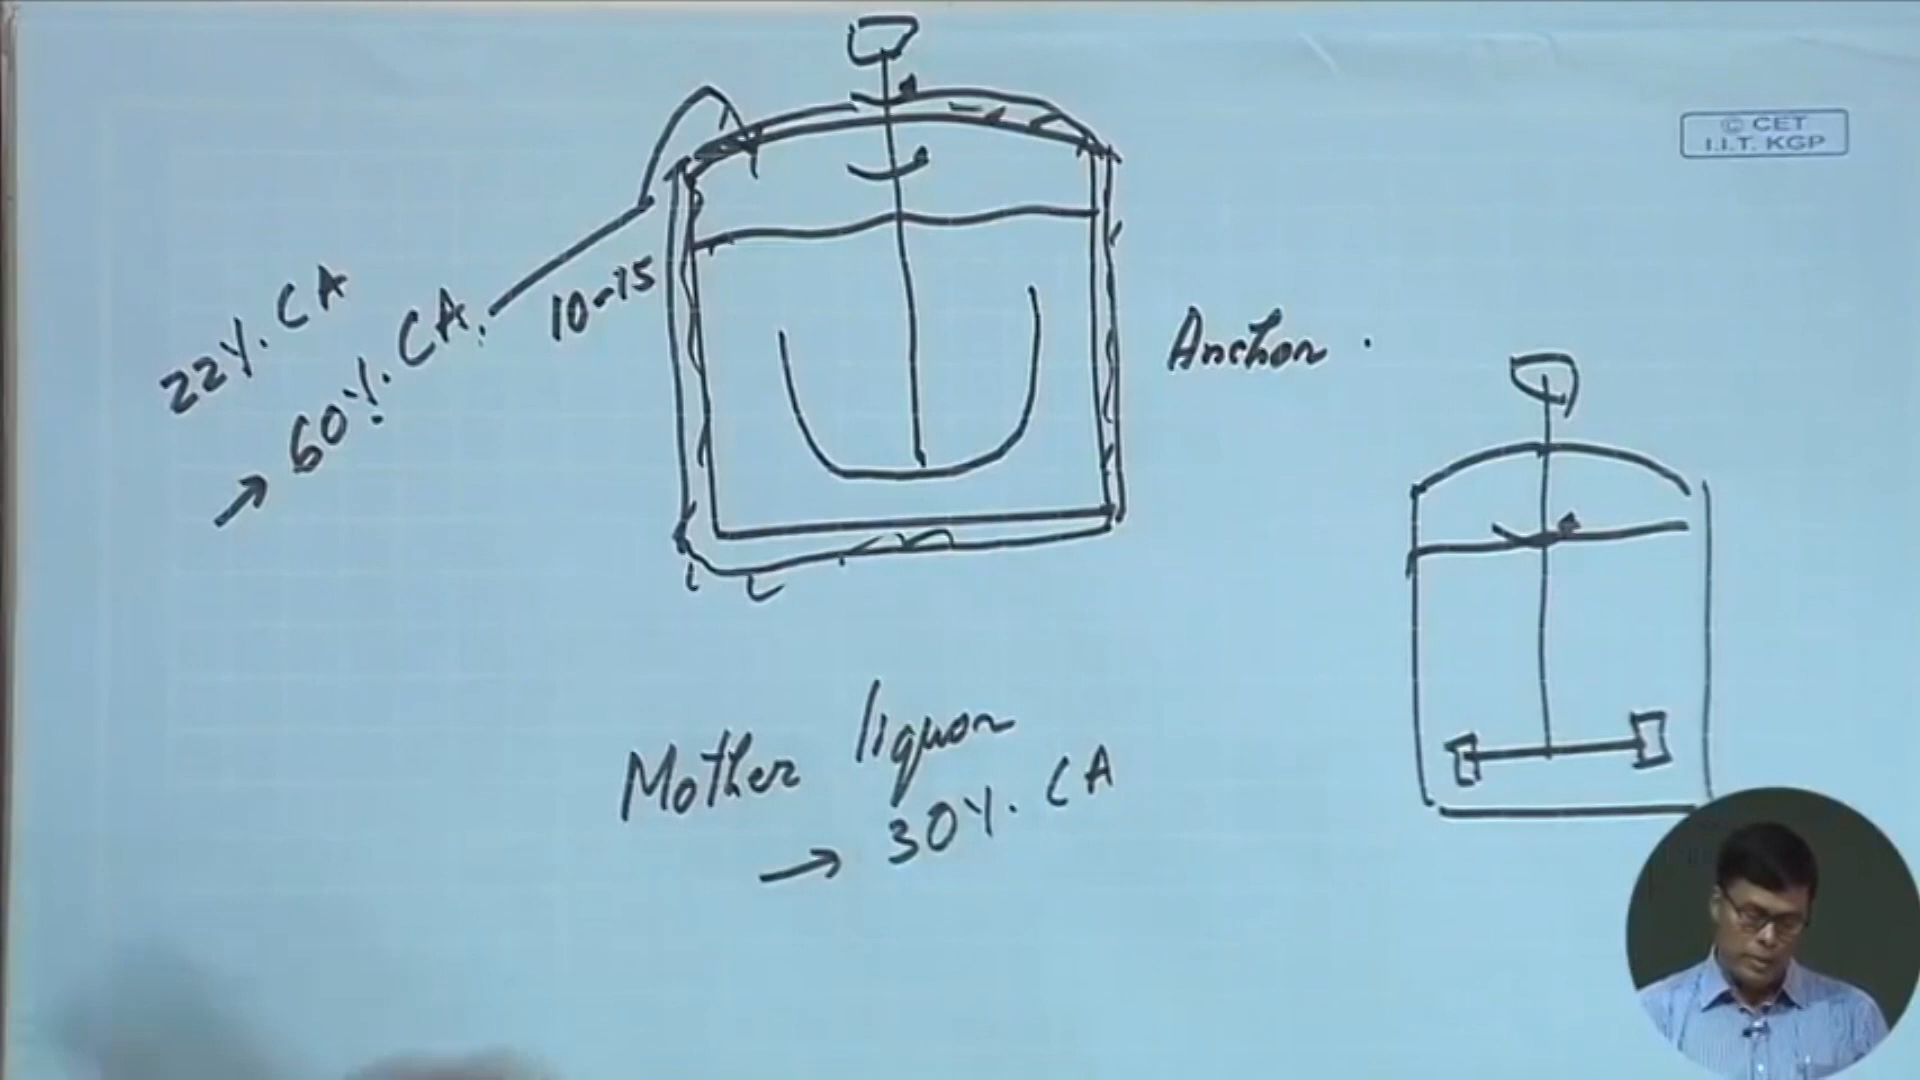 © CET
I.I.T. KGP
22%. CA
→ 60%. CA.
10-15
Anchor.
Mother liquor
→ 30%. CA